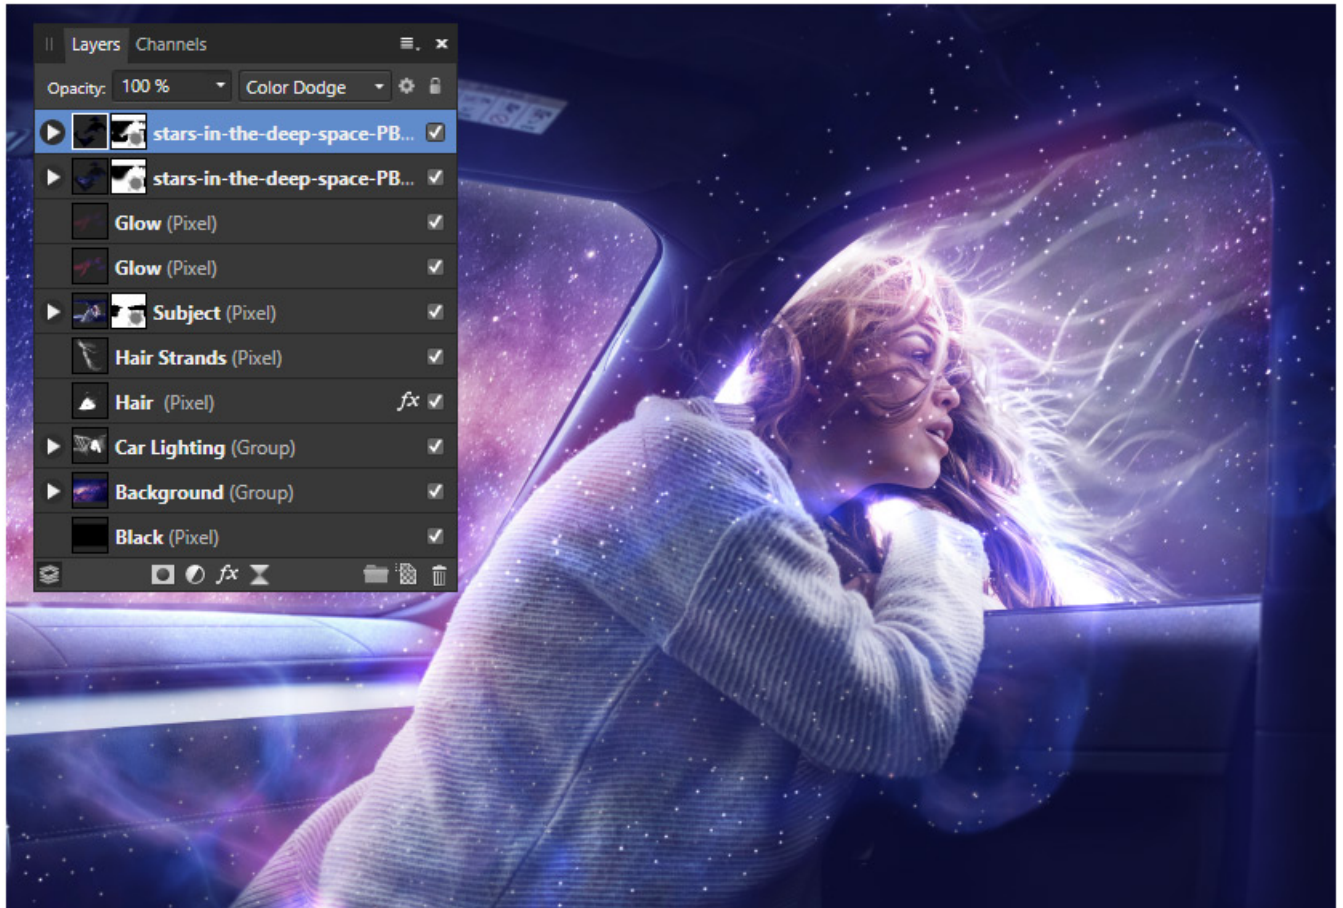 Layers Channels
Opacity: 100 % Color Dodge
stars-in-the-deep-space-PB...
stars-in-the-deep-space-PB...
Glow (Pixel)
Glow (Pixel)
Subject (Pixel)
Hair Strands (Pixel)
Hair (Pixel) fx
Car Lighting (Group)
Background (Group)
Black (Pixel)
fx